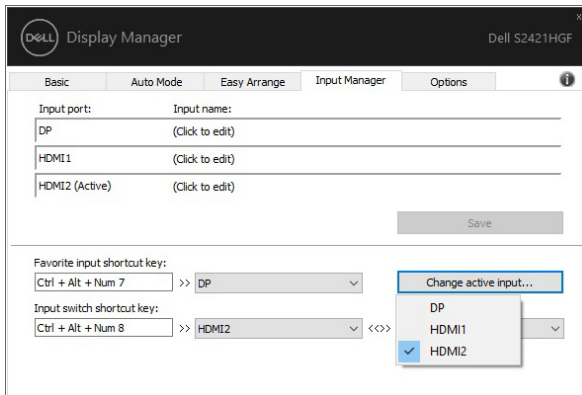 DELL Display Manager Dell S2421HGF
Basic Auto Mode Easy Arrange Input Manager Options
Input port: Input name:
DP (Click to edit)
HDMI1 (Click to edit)
HDMI2 (Active) (Click to edit)
Save
Favorite input shortcut key:
Ctrl + Alt + Num 7 >> DP Change active input...
Input switch shortcut key:
Ctrl + Alt + Num 8 >> HDMI2 <<>>
DP
HDMI1
HDMI2